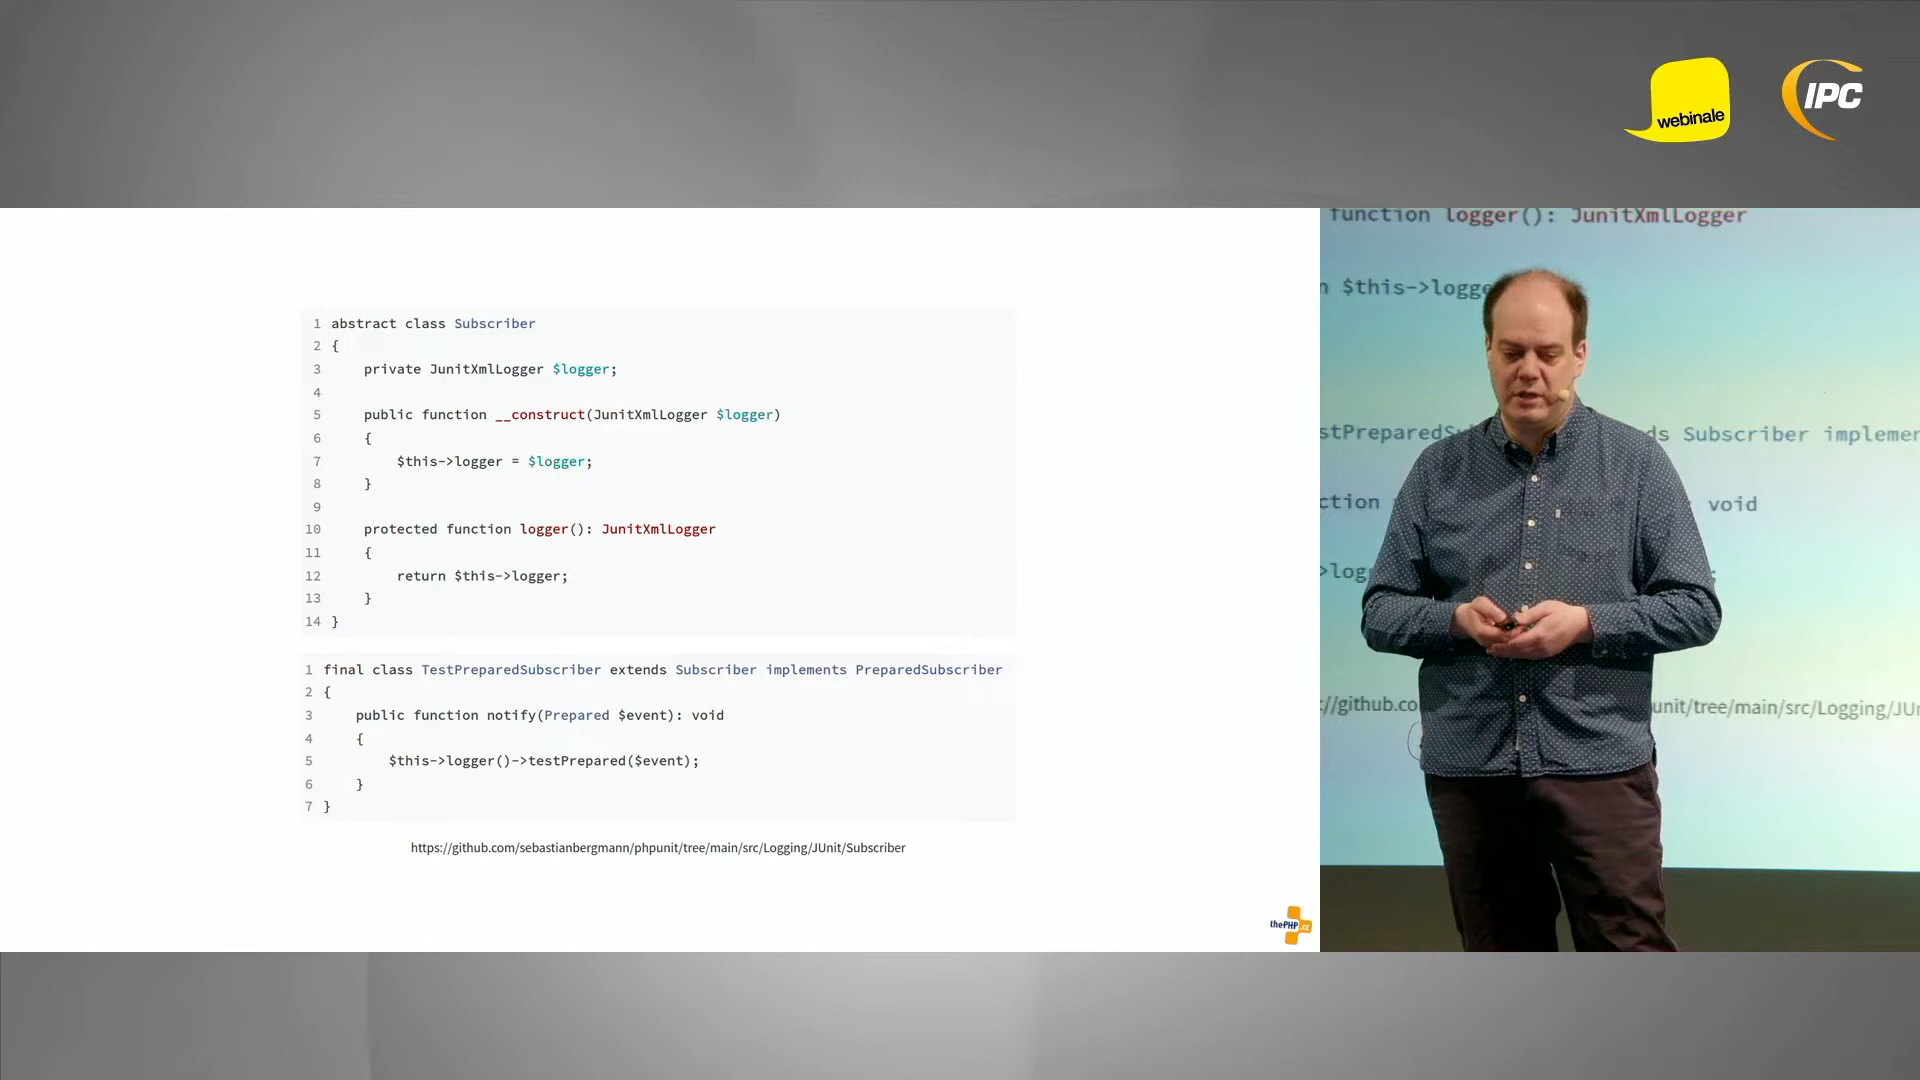 webinale
IPC
1 abstract class Subscriber
2 {
3     private JunitXmlLogger $logger;
4
5     public function __construct(JunitXmlLogger $logger)
6     {
7         $this->logger = $logger;
8     }
9
10     protected function logger(): JunitXmlLogger
11     {
12         return $this->logger;
13     }
14 }
1 final class TestPreparedSubscriber extends Subscriber implements PreparedSubscriber
2 {
3     public function notify(Prepared $event): void
4     {
5         $this->logger()->testPrepared($event);
6     }
7 }
https://github.com/sebastianbergmann/phpunit/tree/main/src/Logging/JUnit/Subscriber
thePHP.cc
function logger(): JunitXmlLogger
$this->logge
stPreparedS ds Subscriber implemen
ction void
>log ;
://github.co unit/tree/main/src/Logging/JU